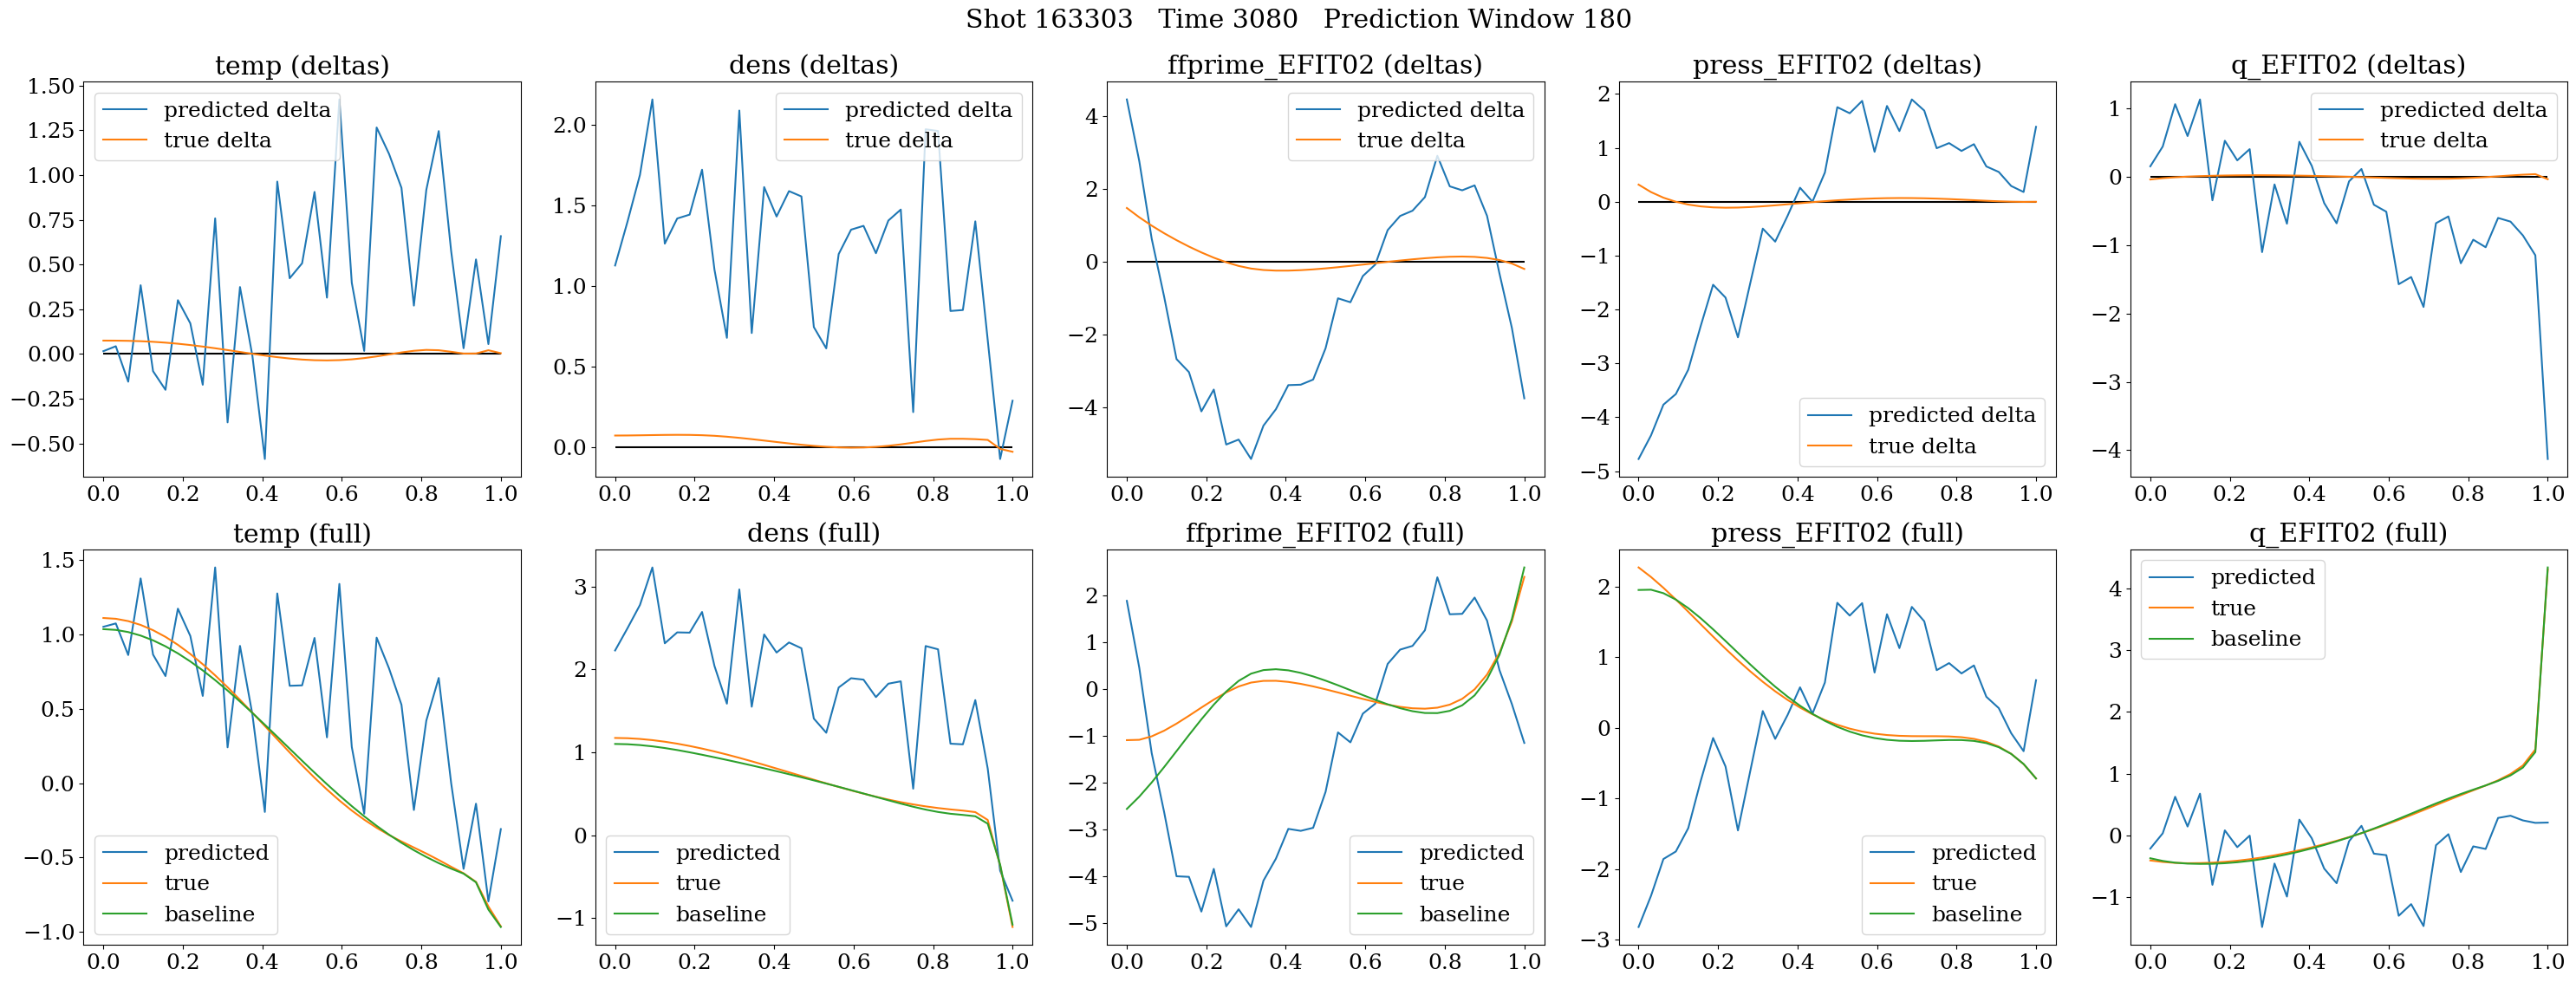 Shot 163303   Time 3080   Prediction Window 180
temp (deltas)
predicted delta
true delta
1.50
1.25
1.00
0.75
0.50
0.25
0.00
−0.25
−0.50
0.0 0.2 0.4 0.6 0.8 1.0
dens (deltas)
predicted delta
true delta
2.0
1.5
1.0
0.5
0.0
0.0 0.2 0.4 0.6 0.8 1.0
ffprime_EFIT02 (deltas)
predicted delta
true delta
4
2
0
−2
−4
0.0 0.2 0.4 0.6 0.8 1.0
press_EFIT02 (deltas)
2
1
0
−1
−2
−3
−4
−5
predicted delta
true delta
0.0 0.2 0.4 0.6 0.8 1.0
q_EFIT02 (deltas)
predicted delta
true delta
1
0
−1
−2
−3
−4
0.0 0.2 0.4 0.6 0.8 1.0
temp (full)
1.5
1.0
0.5
0.0
−0.5
−1.0
predicted
true
baseline
0.0 0.2 0.4 0.6 0.8 1.0
dens (full)
3
2
1
0
−1
predicted
true
baseline
0.0 0.2 0.4 0.6 0.8 1.0
ffprime_EFIT02 (full)
2
1
0
−1
−2
−3
−4
−5
predicted
true
baseline
0.0 0.2 0.4 0.6 0.8 1.0
press_EFIT02 (full)
2
1
0
−1
−2
−3
predicted
true
baseline
0.0 0.2 0.4 0.6 0.8 1.0
q_EFIT02 (full)
predicted
true
baseline
4
3
2
1
0
−1
0.0 0.2 0.4 0.6 0.8 1.0